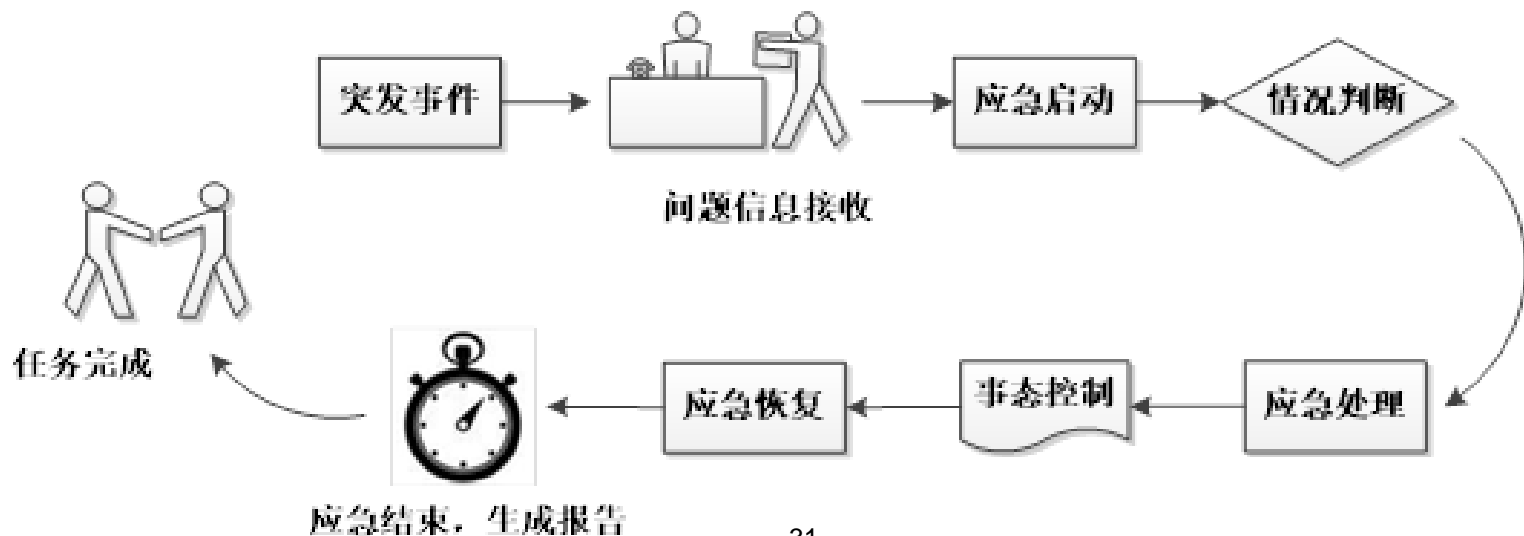 突发事件
应急启动
情况判断
问题信息接收
任务完成
应急恢复
事态控制
应急处理
应急结束，生成报告
21